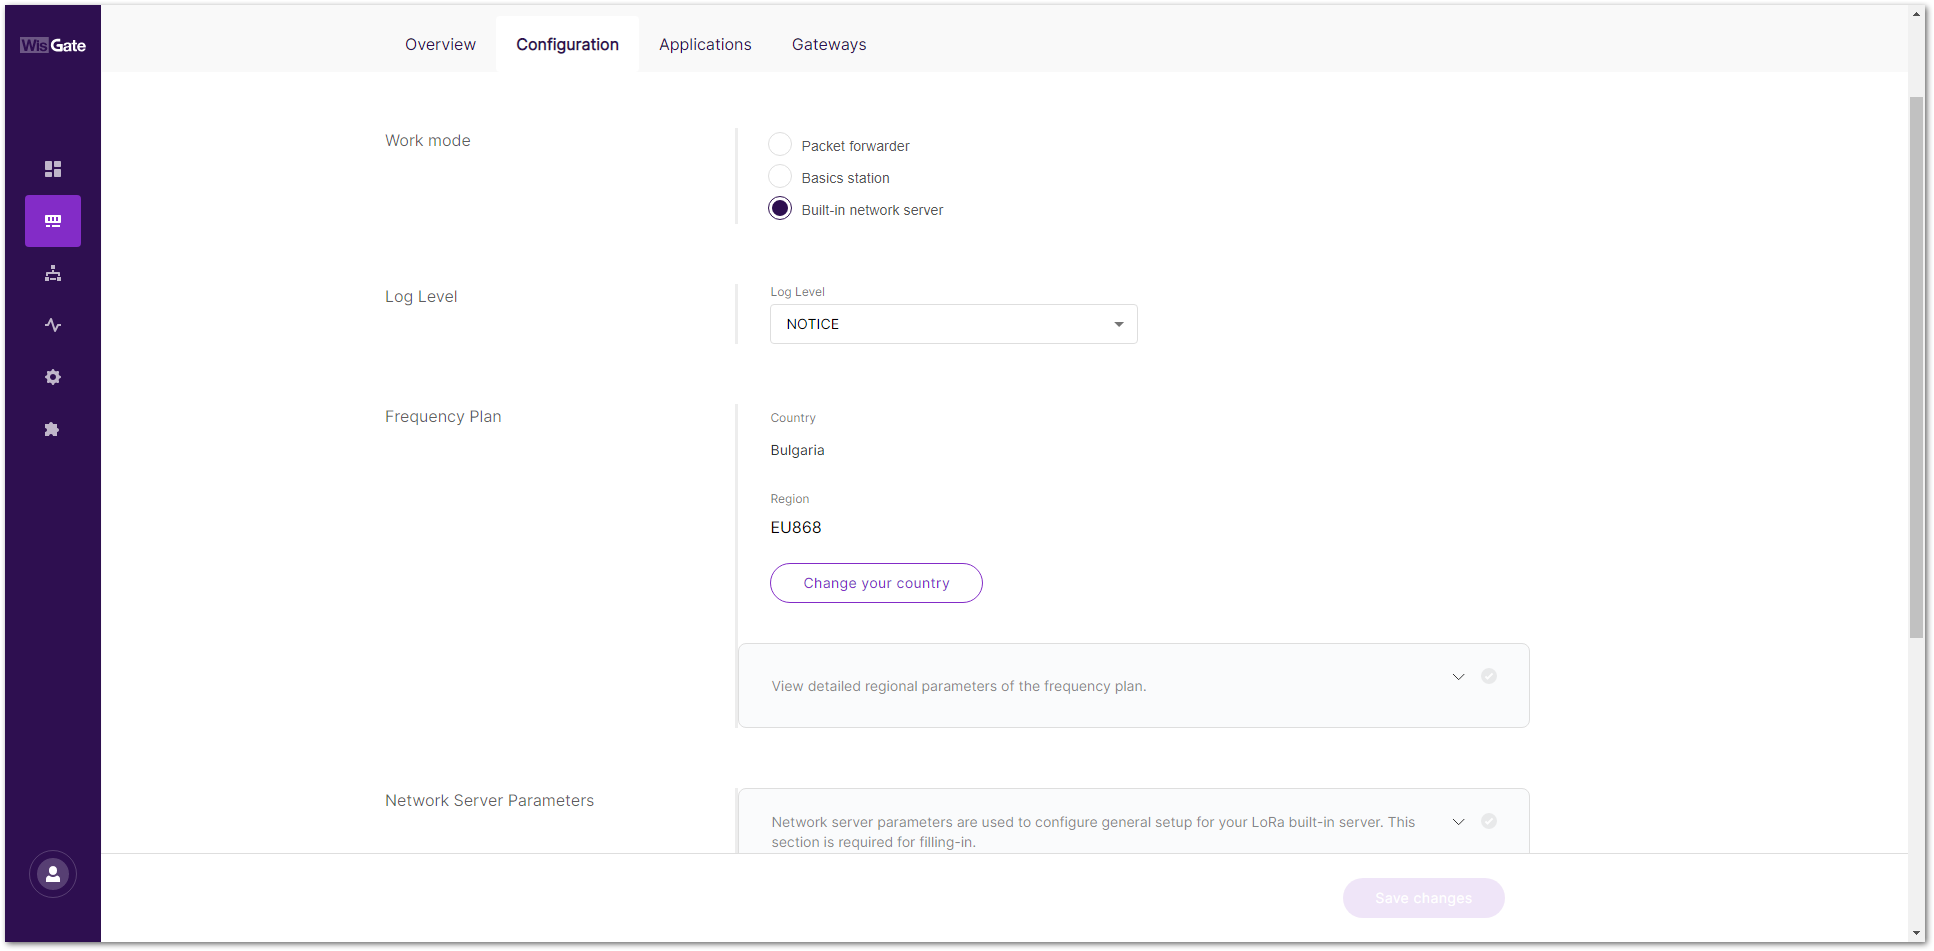 WisGate
Overview
Configuration
Applications
Gateways
Work mode
Packet forwarder
Basics station
Built-in network server
Log Level
Log Level
NOTICE
Frequency Plan
Country
Bulgaria
Region
EU868
Change your country
View detailed regional parameters of the frequency plan.
Network Server Parameters
Network server parameters are used to configure general setup for your LoRa built-in server. This
section is required for filling-in.
Save changes